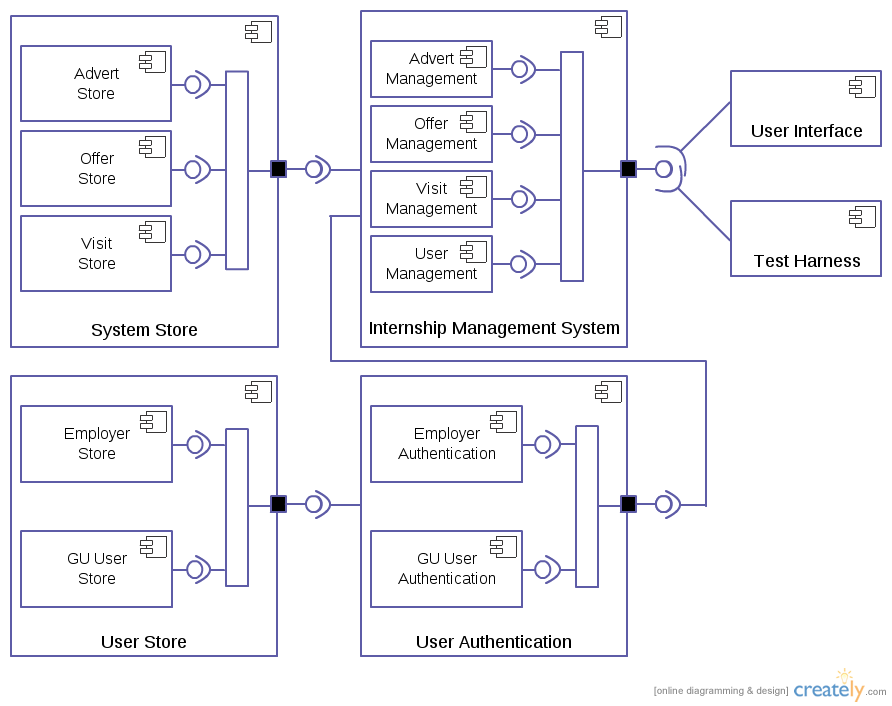 Advert
Store
Offer
Store
Visit
Store
System Store
Advert
Management
Offer
Management
Visit
Management
User
Management
Internship Management System
User Interface
Test Harness
Employer
Store
GU User
Store
User Store
Employer
Authentication
GU User
Authentication
User Authentication
[online diagramming & design] creately.com